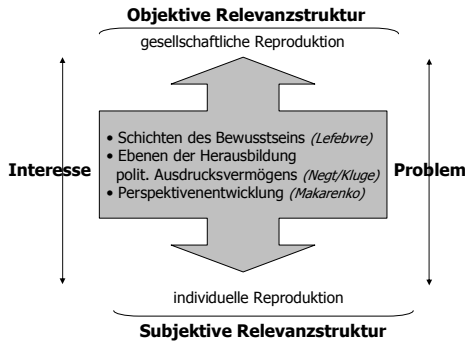 Objektive Relevanzstruktur
gesellschaftliche Reproduktion
• Schichten des Bewusstseins (Lefebvre)
• Ebenen der Herausbildung
polit. Ausdrucksvermögens (Negt/Kluge)
• Perspektivenentwicklung (Makarenko)
Interesse
Problem
individuelle Reproduktion
Subjektive Relevanzstruktur